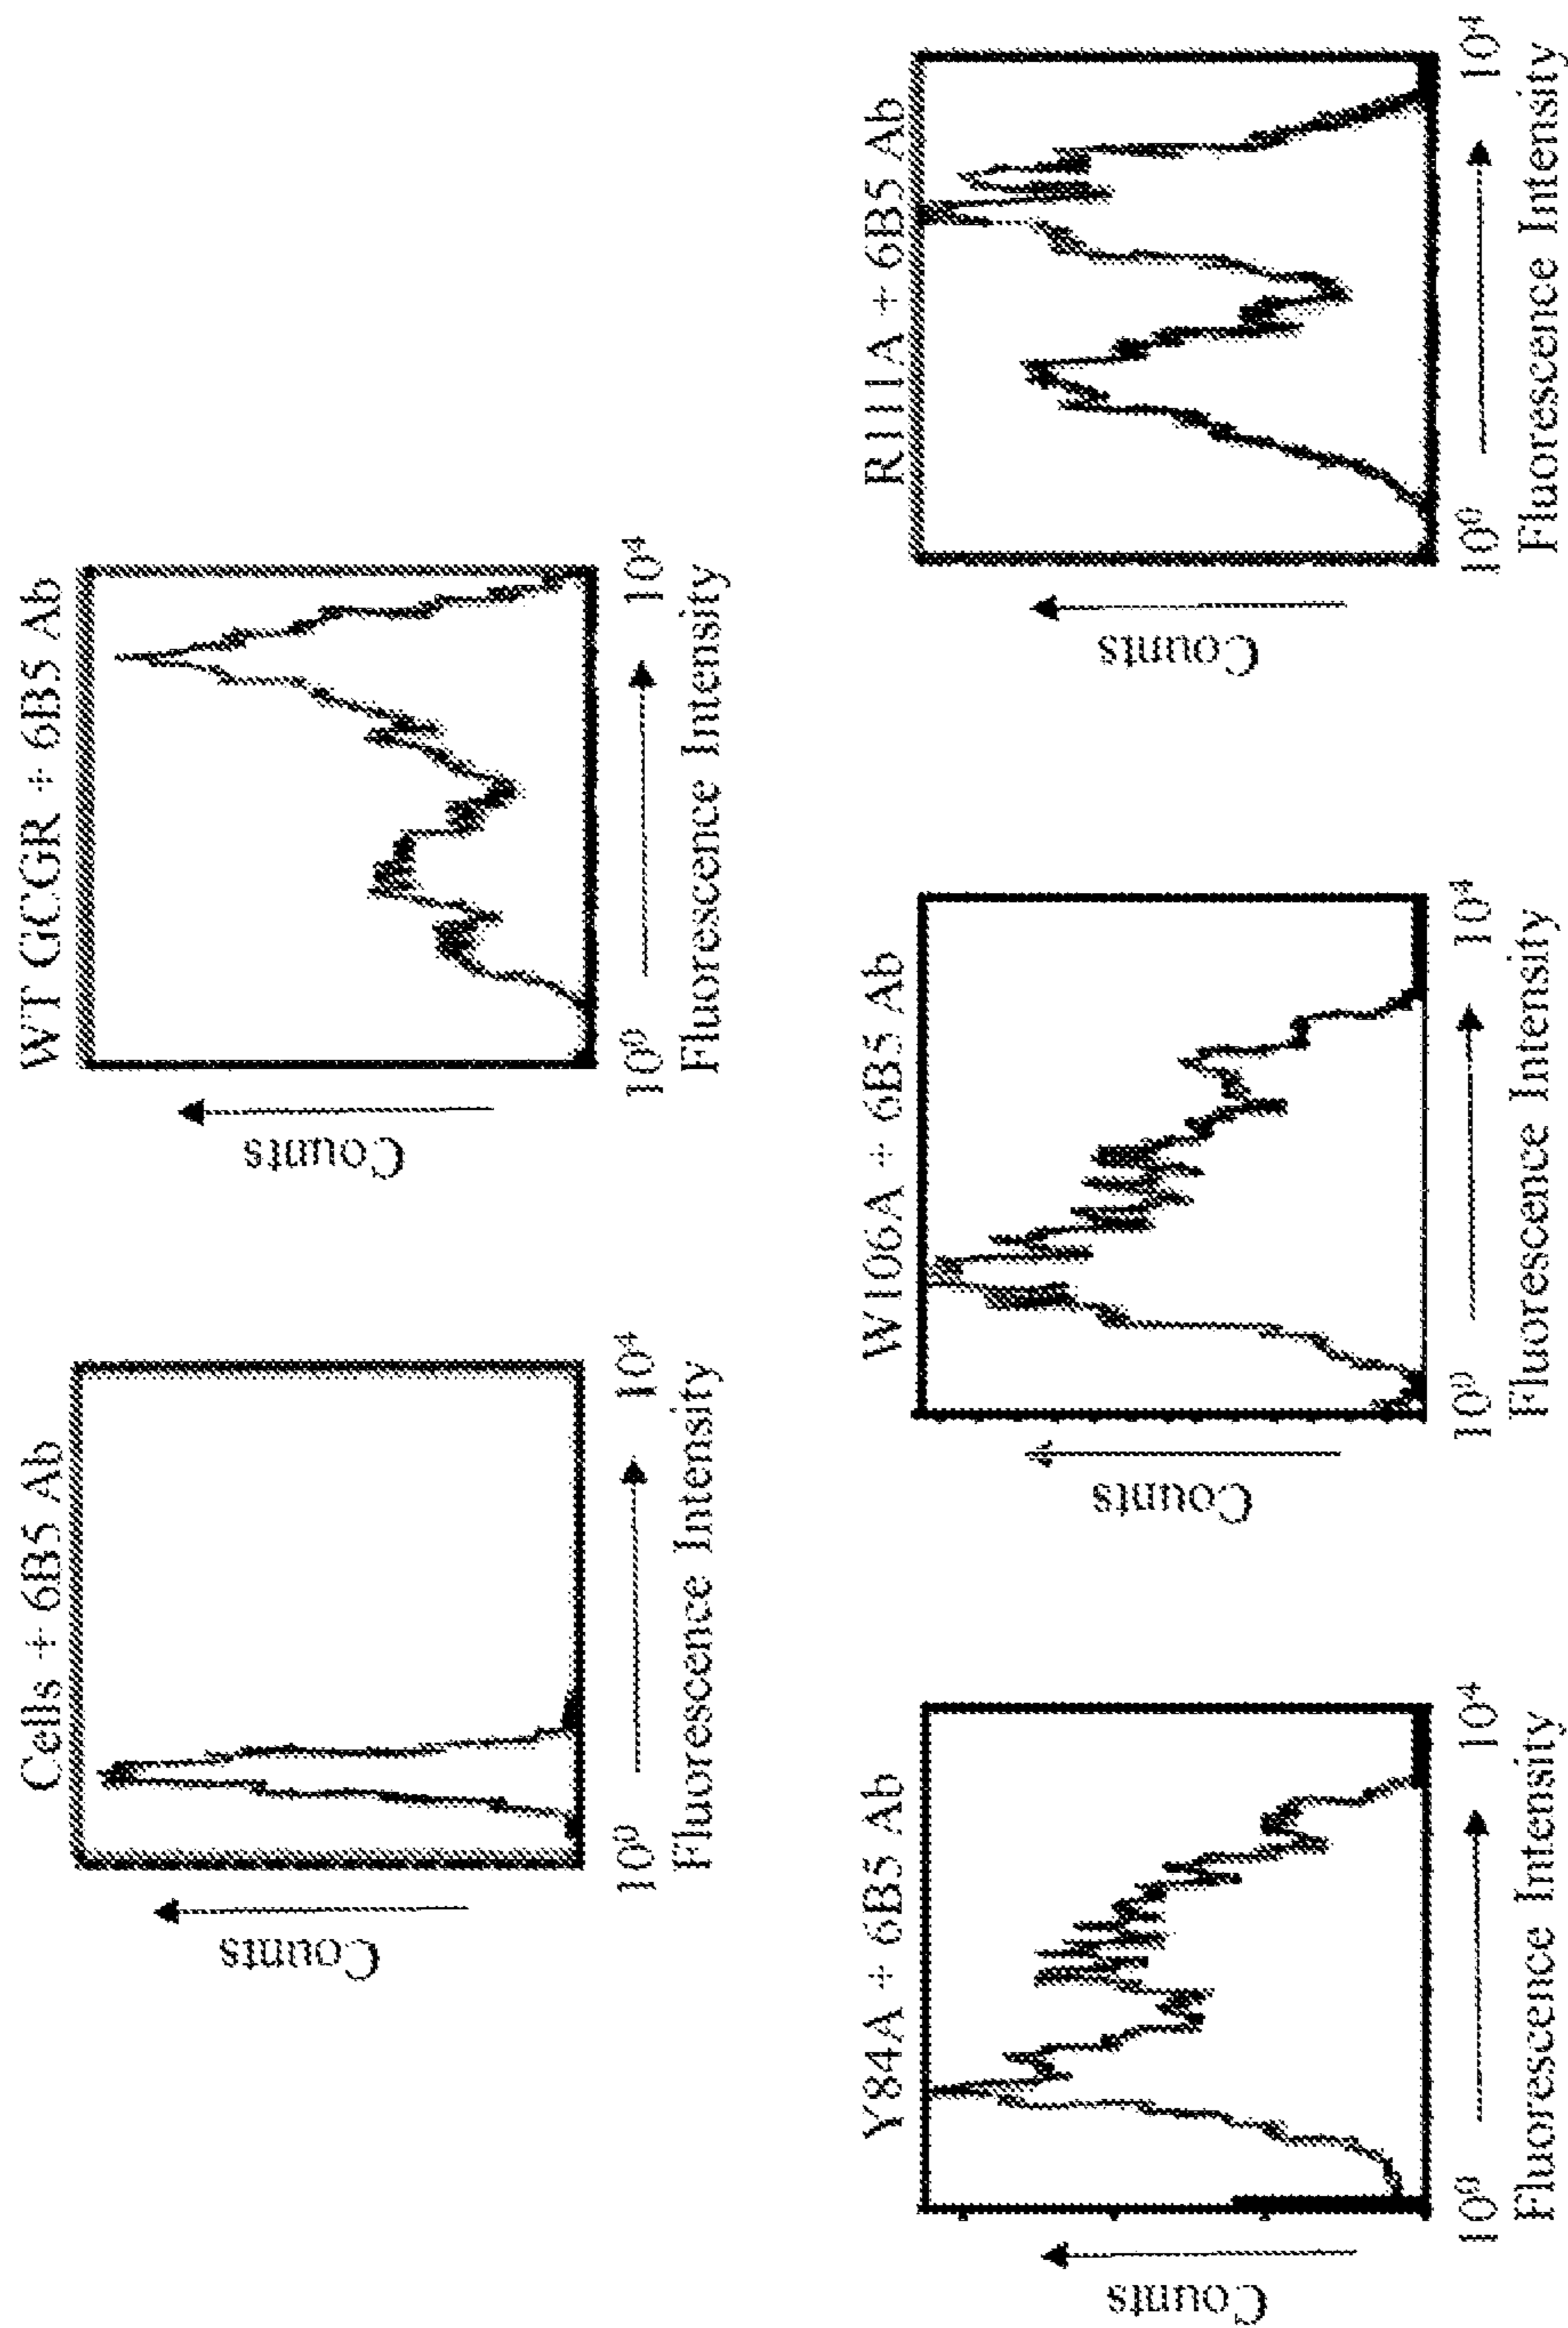 Cells + 6B5 Ab
Counts
10⁰
10⁴
Fluorescence Intensity
WT GCGR + 6B5 Ab
Counts
10⁰
10⁴
Fluorescence Intensity
Y84A + 6B5 Ab
Counts
10⁰
10⁴
Fluorescence Intensity
W106A + 6B5 Ab
Counts
10⁰
10⁴
Fluorescence Intensity
R111A + 6B5 Ab
Counts
10⁰
10⁴
Fluorescence Intensity